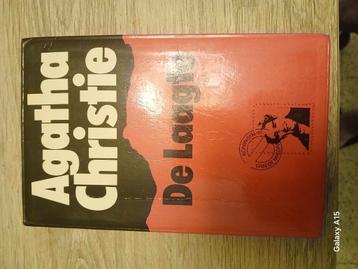 Agatha
Christie
De Laagte
Galaxy A15